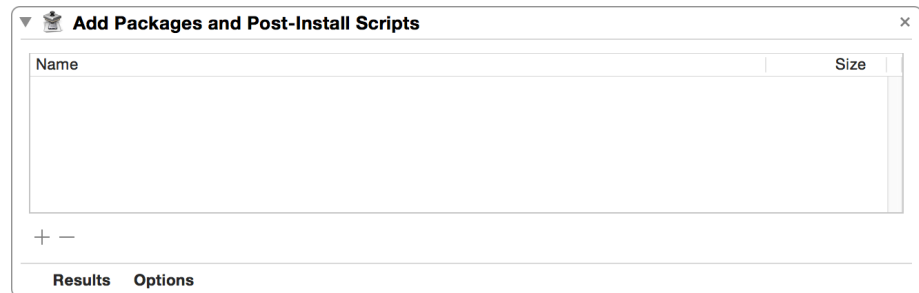 Add Packages and Post-Install Scripts
Name Size
Results Options